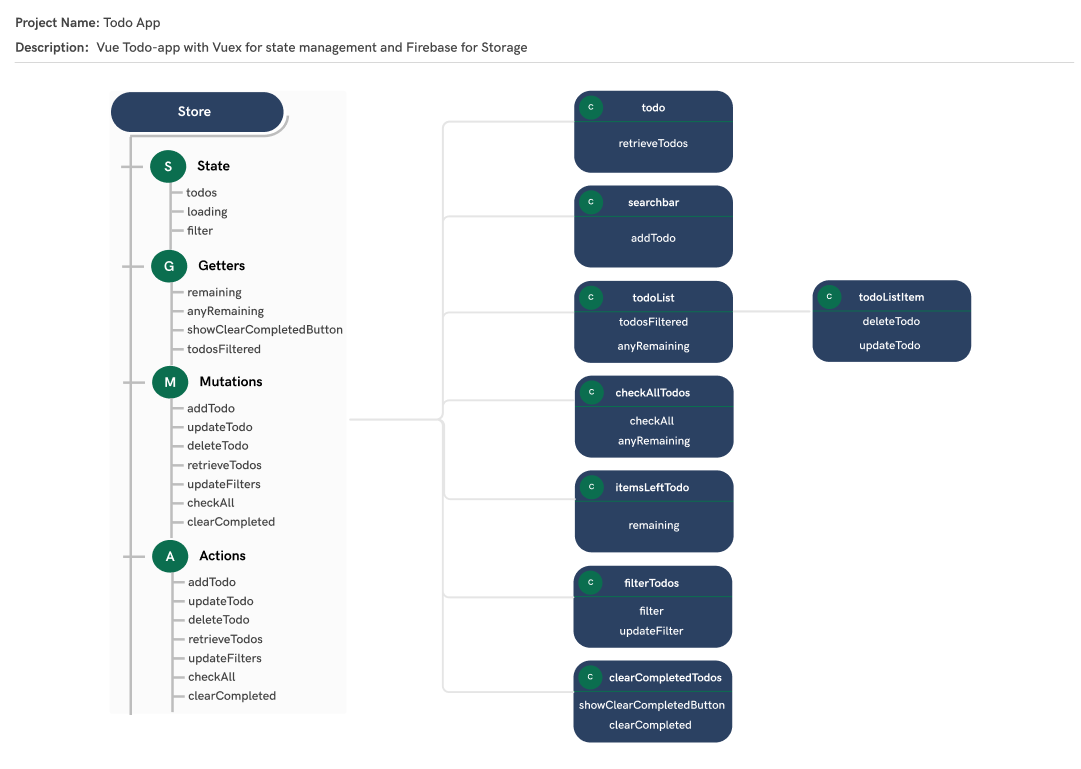 Project Name: Todo App
Description: Vue Todo-app with Vuex for state management and Firebase for Storage
Store
S State
todos
loading
filter
G Getters
remaining
anyRemaining
showClearCompletedButton
todosFiltered
M Mutations
addTodo
updateTodo
deleteTodo
retrieveTodos
updateFilters
checkAll
clearCompleted
A Actions
addTodo
updateTodo
deleteTodo
retrieveTodos
updateFilters
checkAll
clearCompleted
C todo
retrieveTodos
C searchbar
addTodo
C todoList
todosFiltered
anyRemaining
C todoListItem
deleteTodo
updateTodo
C checkAllTodos
checkAll
anyRemaining
C itemsLeftTodo
remaining
C filterTodos
filter
updateFilter
C clearCompletedTodos
showClearCompletedButton
clearCompleted